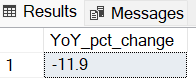 Results Messages
YoY_pct_change
1 -11.9